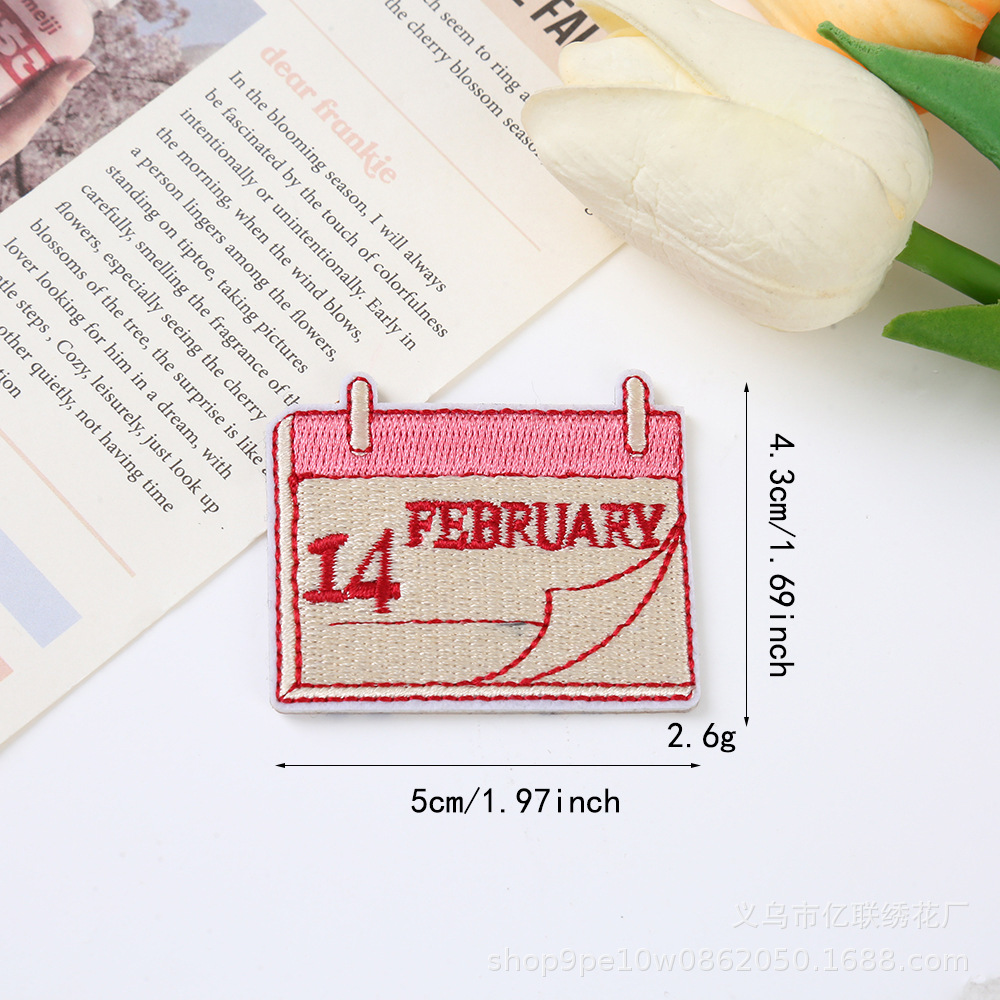 meiji
dear frankie
In the blooming season, I will always
be fascinated by the touch of colorfulness
intentionally or unintentionally. Early in
the morning, when the wind blows,
a person lingers among the flowers,
standing on tiptoe, taking pictures
carefully, smelling the fragrance of the
flowers, especially seeing the cherry
blossoms of the tree, the surprise is like a
lover looking for him in a dream, with
steps, Cozy, leisurely, just look up
other quietly, not having time
seem to ring a
the cherry blossom season
FEBRUARY
14
4.3cm/1.69inch
2.6g
5cm/1.97inch
义乌市亿联绣花厂
shop9pe10w0862050.1688.com